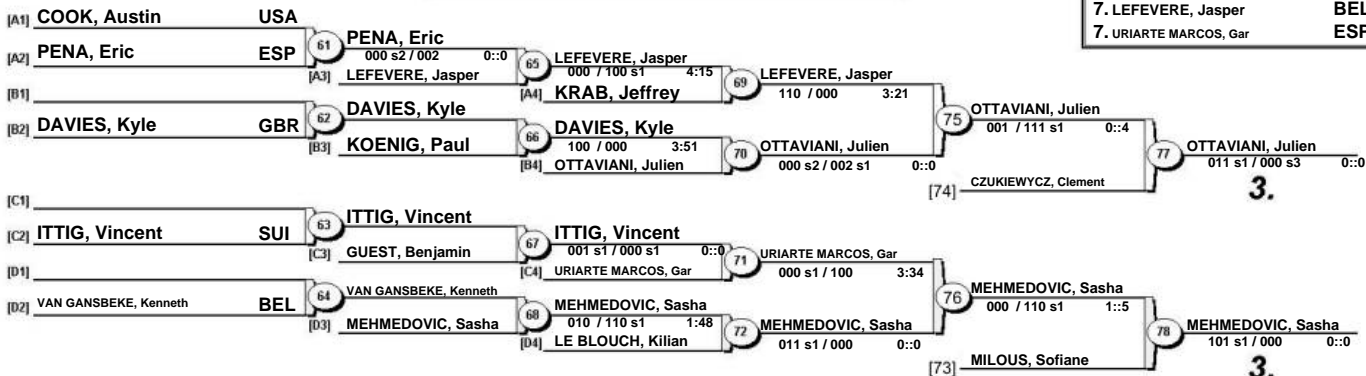 7. LEFEVERE, Jasper BEL
7. URIARTE MARCOS, Gar ESP
[A1] COOK, Austin USA
[A2] PENA, Eric ESP
61
PENA, Eric
000 s2 / 002 0::0
[A3] LEFEVERE, Jasper
65
LEFEVERE, Jasper
000 / 100 s1 4:15
[A4] KRAB, Jeffrey
69
LEFEVERE, Jasper
110 / 000 3:21
[B1]
[B2] DAVIES, Kyle GBR
62
DAVIES, Kyle
[B3] KOENIG, Paul
66
DAVIES, Kyle
100 / 000 3:51
[B4] OTTAVIANI, Julien
70
OTTAVIANI, Julien
000 s2 / 002 s1 0::0
75
OTTAVIANI, Julien
001 / 111 s1 0::4
[74] CZUKIEWYCZ, Clement
77
OTTAVIANI, Julien
011 s1 / 000 s3 0::0
3.
[C1]
[C2] ITTIG, Vincent SUI
63
ITTIG, Vincent
[C3] GUEST, Benjamin
67
ITTIG, Vincent
001 s1 / 000 s1 0::0
[C4] URIARTE MARCOS, Gar
71
URIARTE MARCOS, Gar
000 s1 / 100 3:34
[D1]
[D2] VAN GANSBEKE, Kenneth BEL
64
VAN GANSBEKE, Kenneth
[D3] MEHMEDOVIC, Sasha
68
MEHMEDOVIC, Sasha
010 / 110 s1 1:48
[D4] LE BLOUCH, Kilian
72
MEHMEDOVIC, Sasha
011 s1 / 000 0::0
76
MEHMEDOVIC, Sasha
000 / 110 s1 1::5
[73] MILOUS, Sofiane
78
MEHMEDOVIC, Sasha
101 s1 / 000 0::0
3.